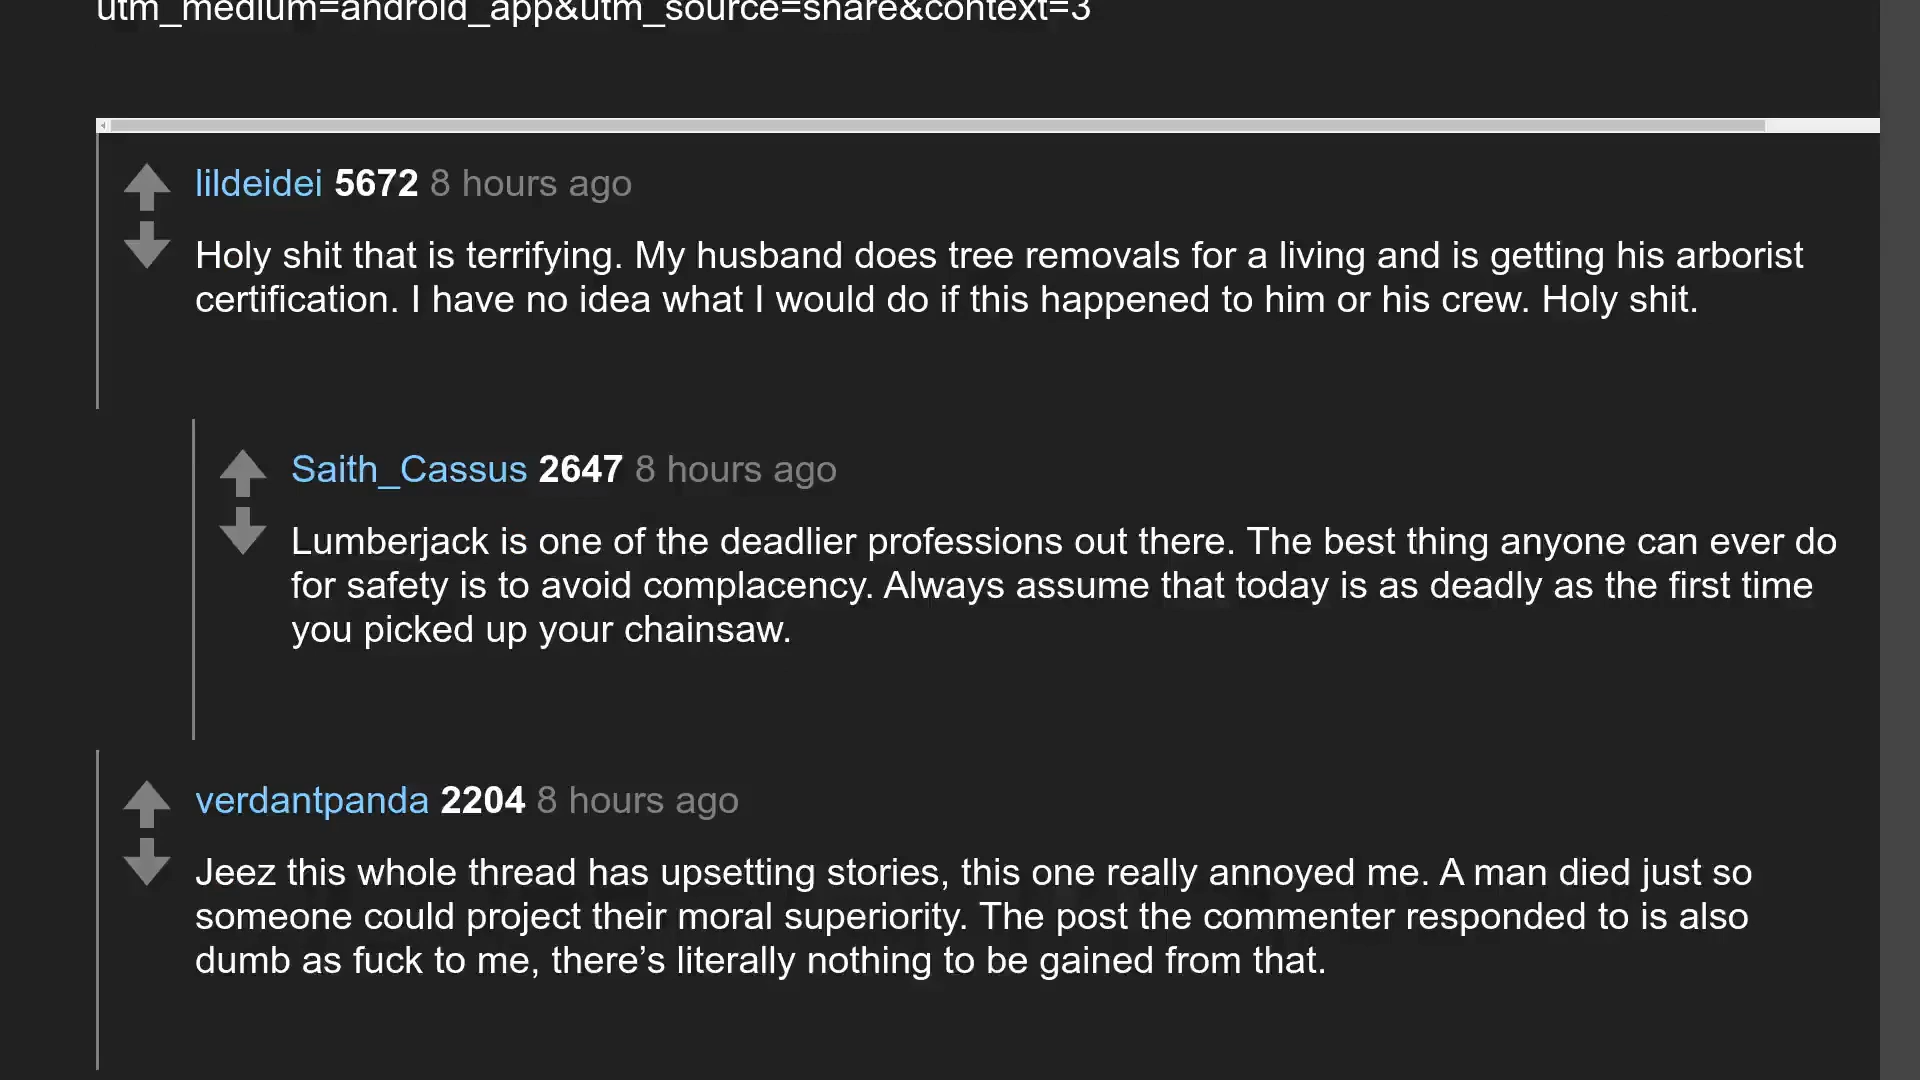 utm_medium=android_app&utm_source=share&context=3
lildeidei 5672 8 hours ago
Holy shit that is terrifying. My husband does tree removals for a living and is getting his arborist
certification. I have no idea what I would do if this happened to him or his crew. Holy shit.
Saith_Cassus 2647 8 hours ago
Lumberjack is one of the deadlier professions out there. The best thing anyone can ever do
for safety is to avoid complacency. Always assume that today is as deadly as the first time
you picked up your chainsaw.
verdantpanda 2204 8 hours ago
Jeez this whole thread has upsetting stories, this one really annoyed me. A man died just so
someone could project their moral superiority. The post the commenter responded to is also
dumb as fuck to me, there’s literally nothing to be gained from that.